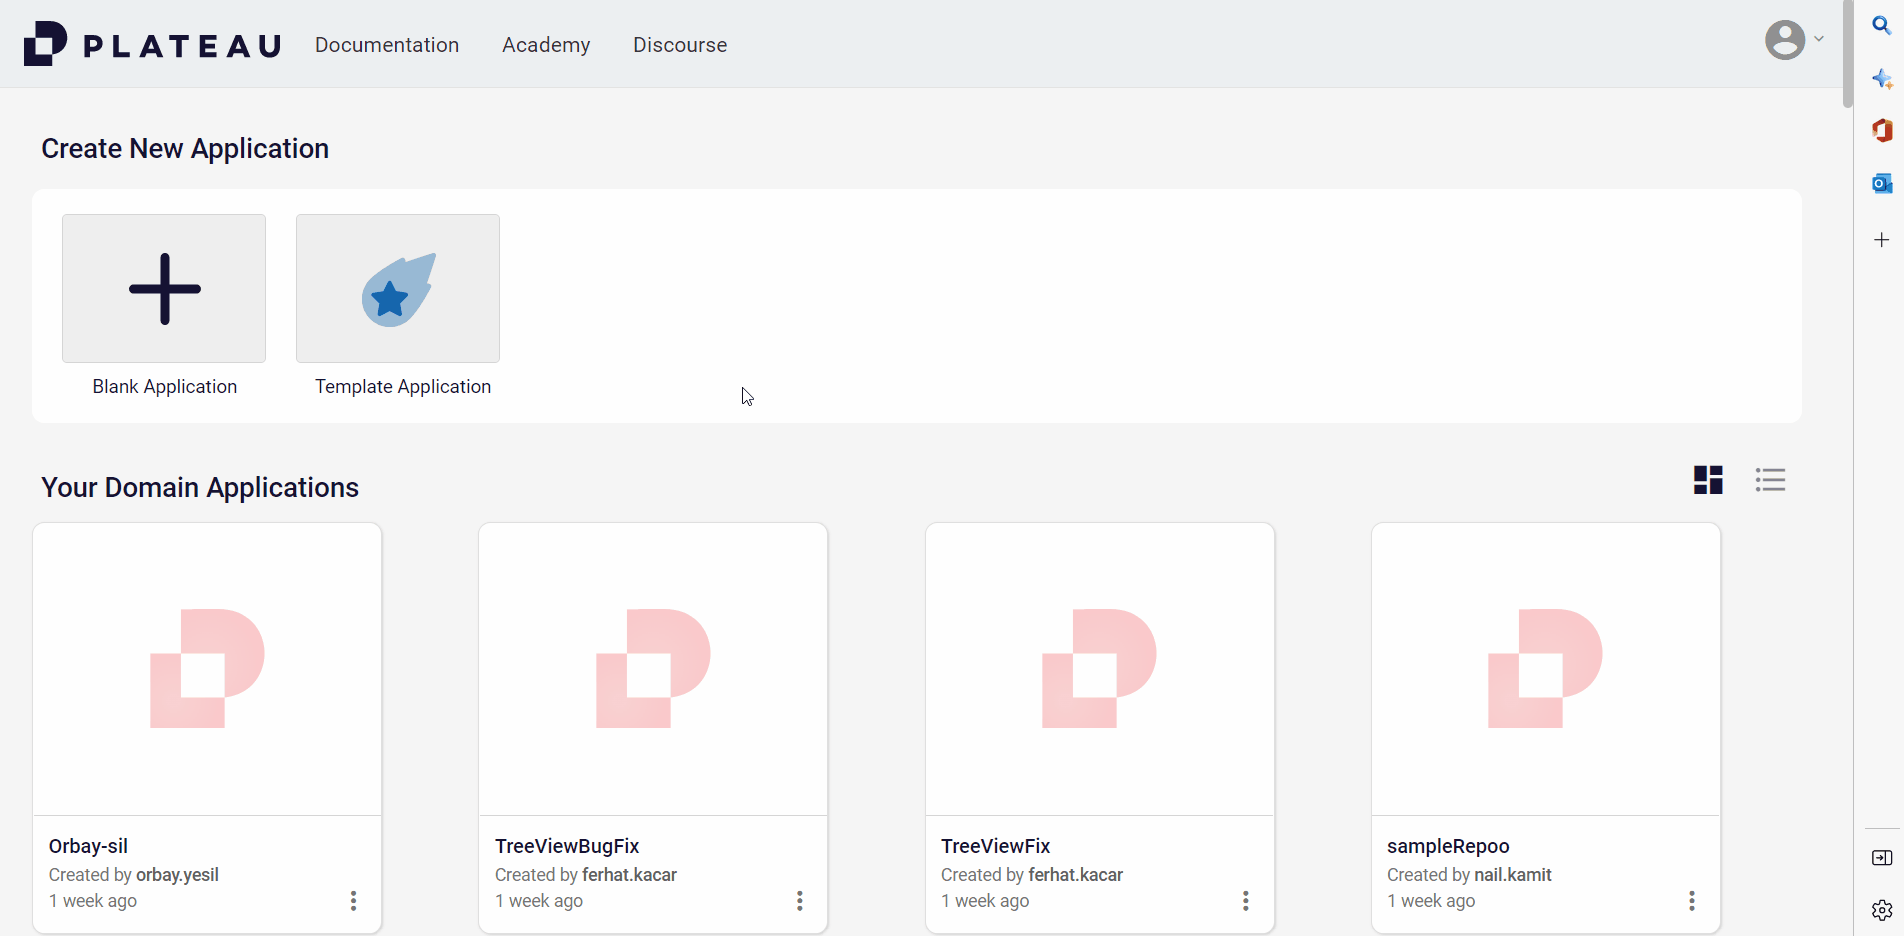 PLATEAU Documentation Academy Discourse
Create New Application
Blank Application Template Application
Your Domain Applications
Orbay-sil
Created by orbay.yesil
1 week ago
TreeViewBugFix
Created by ferhat.kacar
1 week ago
TreeViewFix
Created by ferhat.kacar
1 week ago
sampleRepoo
Created by nail.kamit
1 week ago